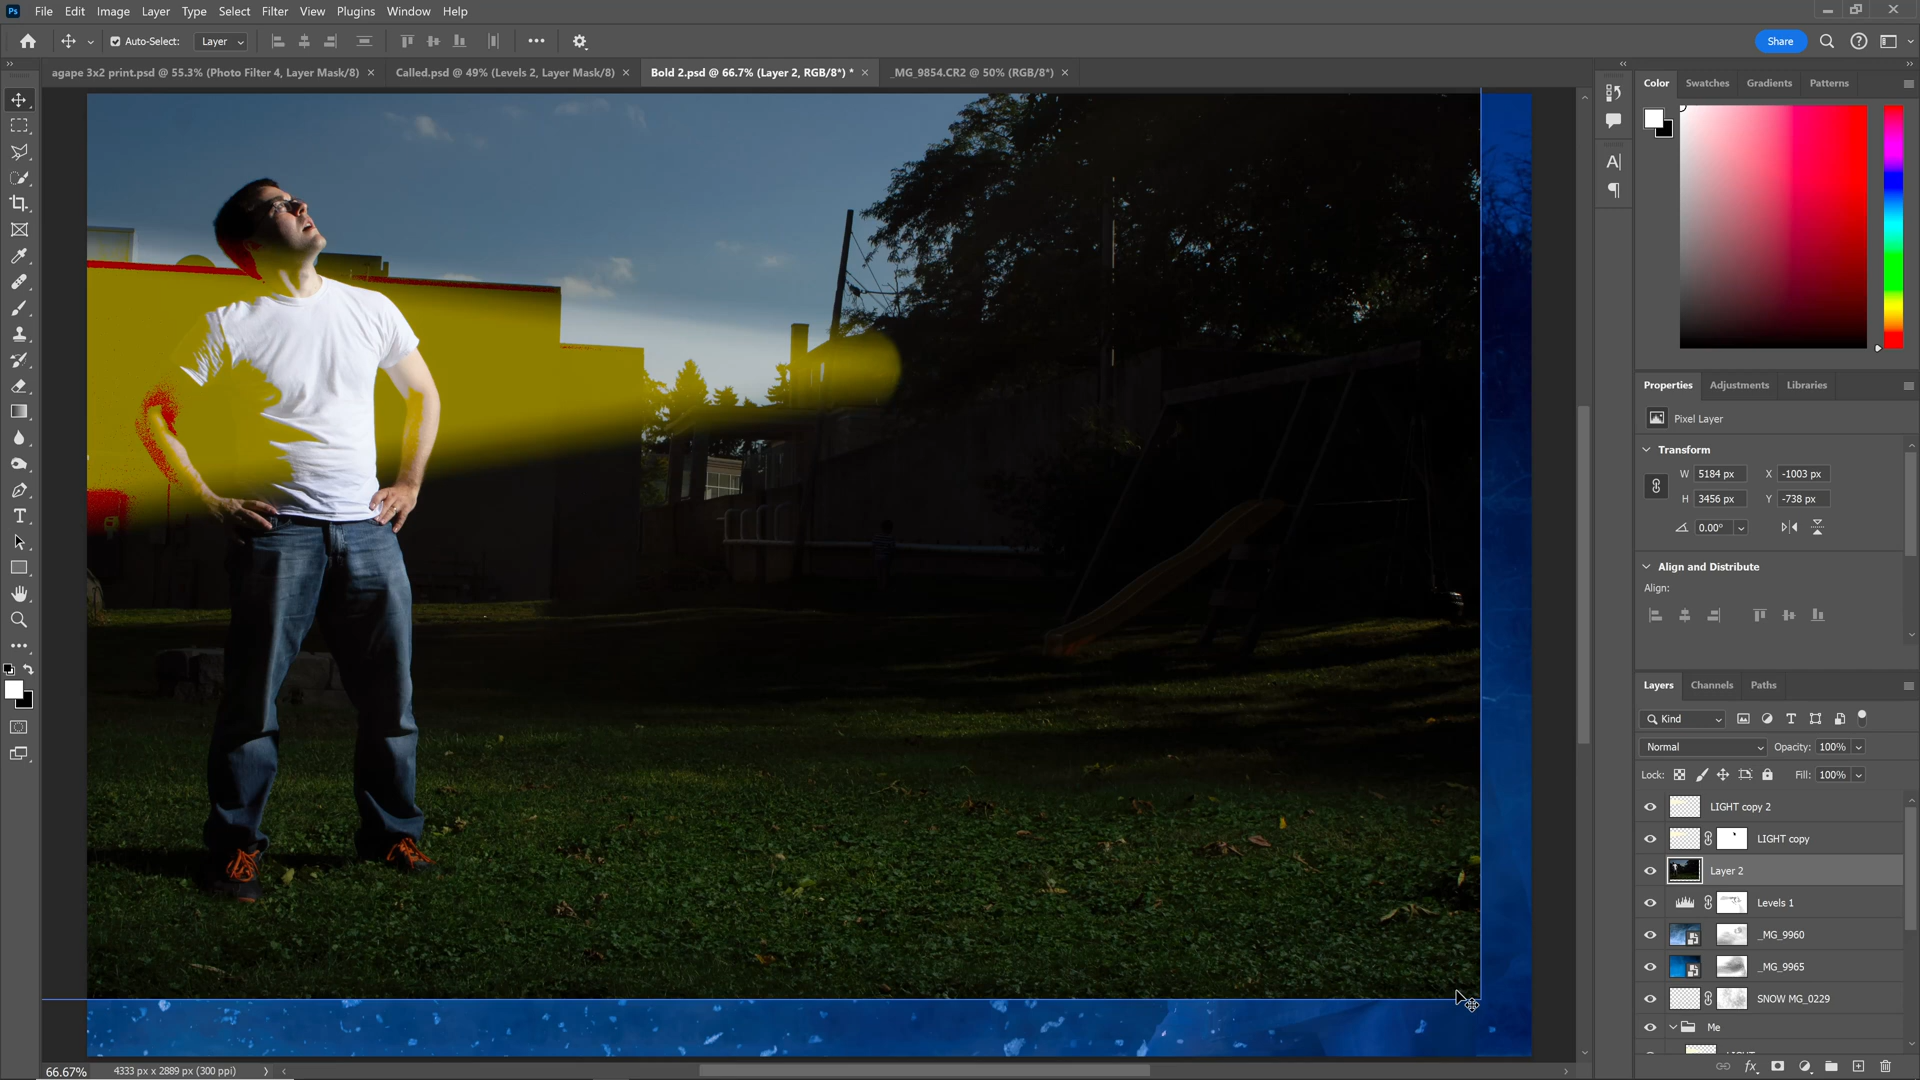 Ps File Edit Image Layer Type Select Filter View Plugins Window Help
Auto-Select: Layer Share
agape 3x2 print.psd @ 55.3% (Photo Filter 4, Layer Mask/8) Called.psd @ 49% (Levels 2, Layer Mask/8) Bold 2.psd @ 66.7% (Layer 2, RGB/8*) * _MG_9854.CR2 @ 50% (RGB/8*)
Color Swatches Gradients Patterns
Properties Adjustments Libraries
Pixel Layer
Transform
W 5184 px X -1003 px
H 3456 px Y -738 px
0.00°
Align and Distribute
Align:
Layers Channels Paths
Kind
Normal Opacity: 100%
Lock: Fill: 100%
LIGHT copy 2
LIGHT copy
Layer 2
Levels 1
_MG_9960
_MG_9965
SNOW MG_0229
Me
66.67% 4333 px x 2889 px (300 ppi)